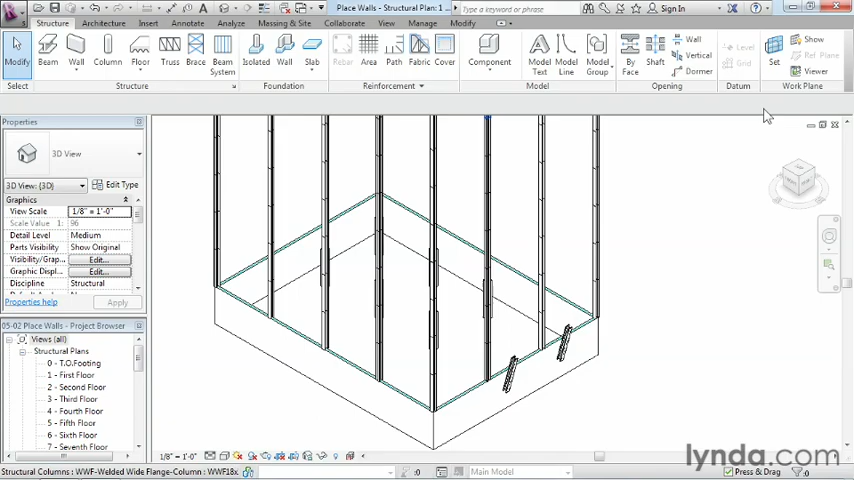 Place Walls - Structural Plan: 1 ...
Type a keyword or phrase
Sign In
Structure Architecture Insert Annotate Analyze Massing & Site Collaborate View Manage Modify
Modify Beam Wall Column Floor Truss Brace Beam System Isolated Wall Slab Rebar Area Path Fabric Cover Component Model Text Model Line Model Group By Face Shaft Wall Vertical Dormer Level Grid Set Show Ref Plane Viewer
Select Structure Foundation Reinforcement Model Opening Datum Work Plane
Properties
3D View
3D View: {3D} Edit Type
Graphics
View Scale 1/8" = 1'-0"
Scale Value 1: 96
Detail Level Medium
Parts Visibility Show Original
Visibility/Grap... Edit...
Graphic Displ... Edit...
Discipline Structural
Properties help Apply
05-02 Place Walls - Project Browser
Views (all)
Structural Plans
0 - T.O.Footing
1 - First Floor
2 - Second Floor
3 - Third Floor
4 - Fourth Floor
5 - Fifth Floor
6 - Sixth Floor
7 - Seventh Floor
1/8" = 1'-0"
lynda.com
Structural Columns : WWF-Welded Wide Flange-Column : WWF18x :0 Main Model Press & Drag :0